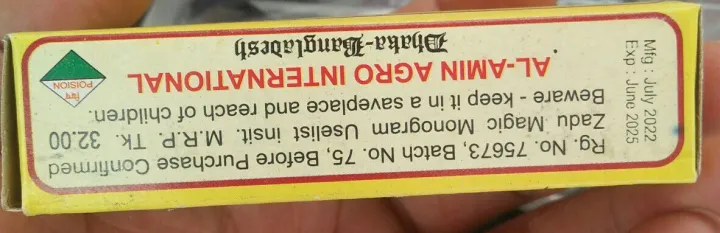 Rg. No. 75673, Batch No. 75, Before Purchase Confirmed
Zadu Magic Monogram Uselist insit. M.R.P. Tk. 32.00
Beware - keep it in a saveplace and reach of children.
AL-AMIN AGRO INTERNATIONAL
Dhaka-Bangladesh
Mfg : July 2022
Exp : June 2025
বিষ
POISION